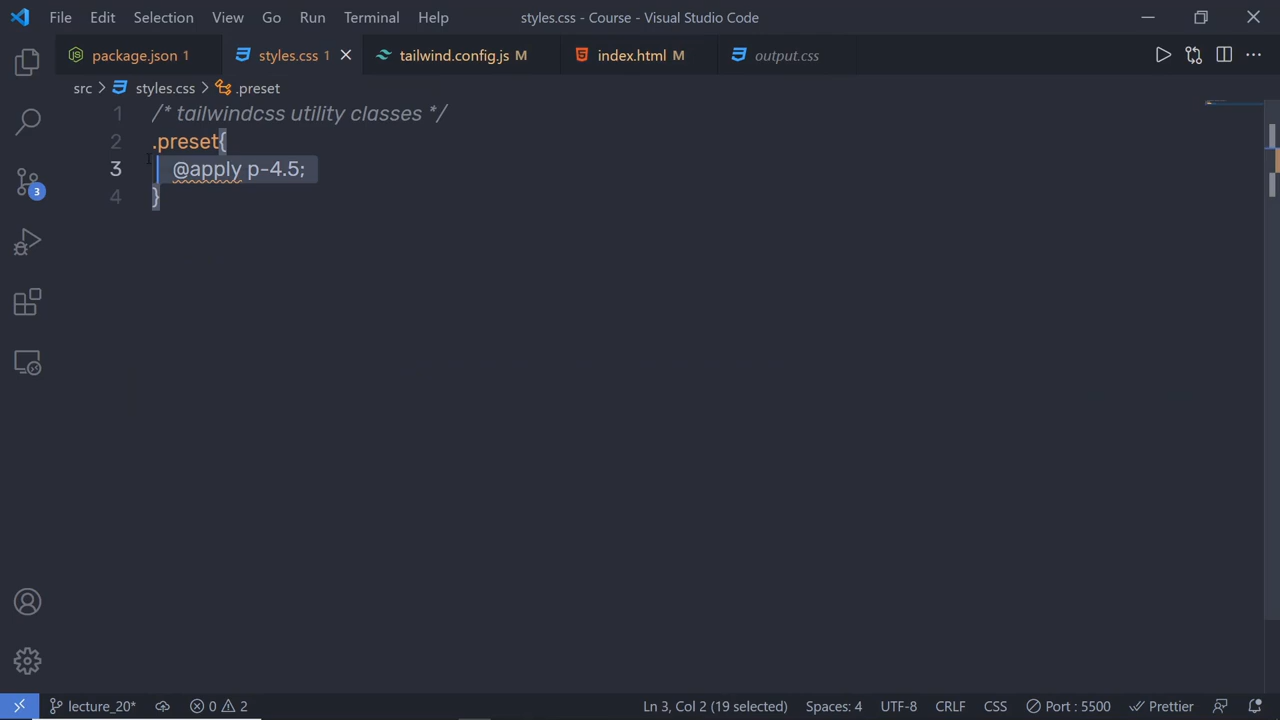 File Edit Selection View Go Run Terminal Help styles.css - Course - Visual Studio Code
package.json 1 styles.css 1 tailwind.config.js M index.html M output.css
src > styles.css > .preset
1 /* tailwindcss utility classes */
2 .preset{
3 @apply p-4.5;
4 }
3
lecture_20* 0 2 Ln 3, Col 2 (19 selected) Spaces: 4 UTF-8 CRLF CSS Port : 5500 Prettier